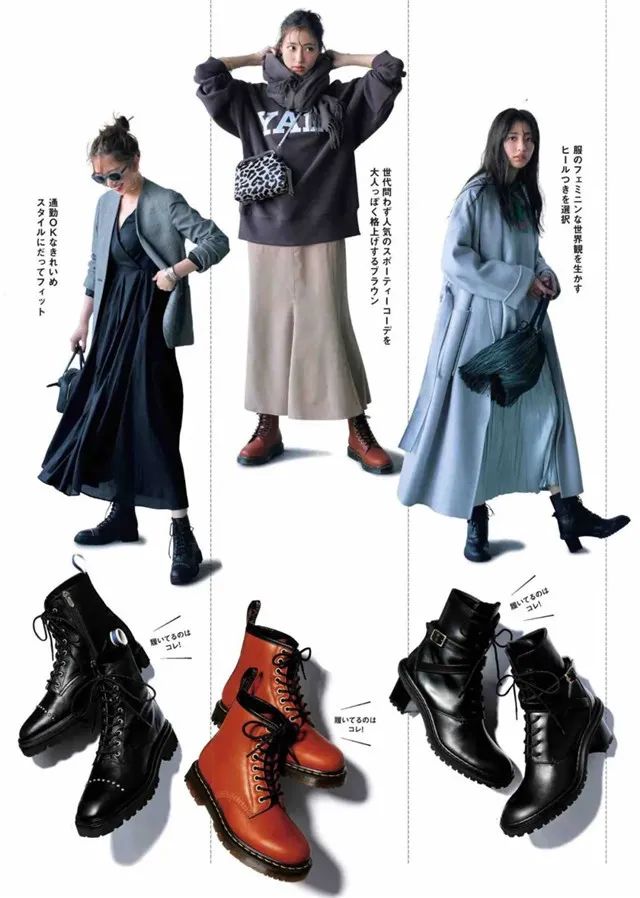 通勤OKなきれいめ
スタイルにだってフィット
YALE
世代問わず人気のスポーティーコーデを
大人っぽく格上げするブラウン
服のフェミニンな世界観を生かす
ヒールつきを選択
履いてるのは
コレ!
履いてるのは
コレ!
履いてるのは
コレ!